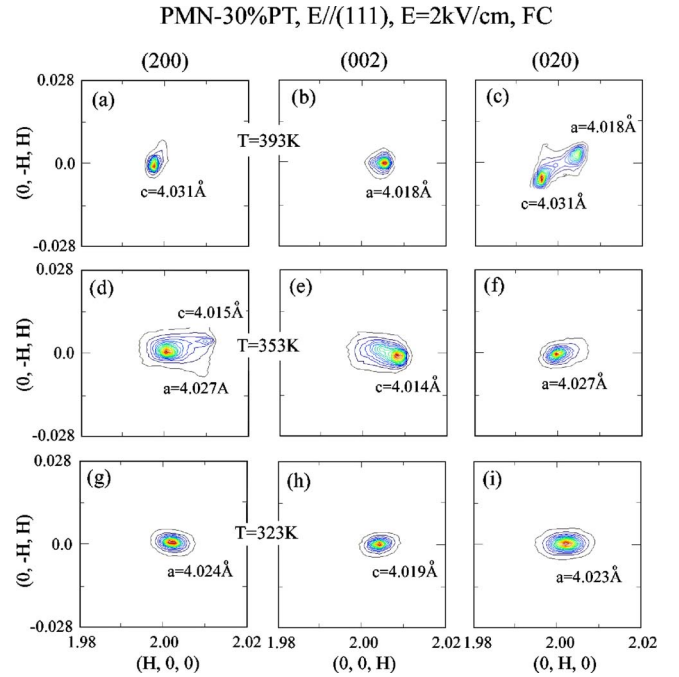 PMN-30%PT, E//(111), E=2kV/cm, FC
(200) (002) (020)
0.028
(a) (b) (c)
T=393K
a=4.018Å
(0, -H, H)
0.0
c=4.031Å
a=4.018Å
c=4.031Å
-0.028
(d) (e) (f)
c=4.015Å
T=353K
(0, -H, H)
0.0
a=4.027A
c=4.014Å
a=4.027Å
-0.028
0.028
(g) (h) (i)
T=323K
(0, -H, H)
0.0
a=4.024Å
c=4.019Å
a=4.023Å
-0.028
1.98 2.00 2.02 2.00 2.02 1.98 2.00 2.02
(H, 0, 0) (0, 0, H) (0, H, 0)